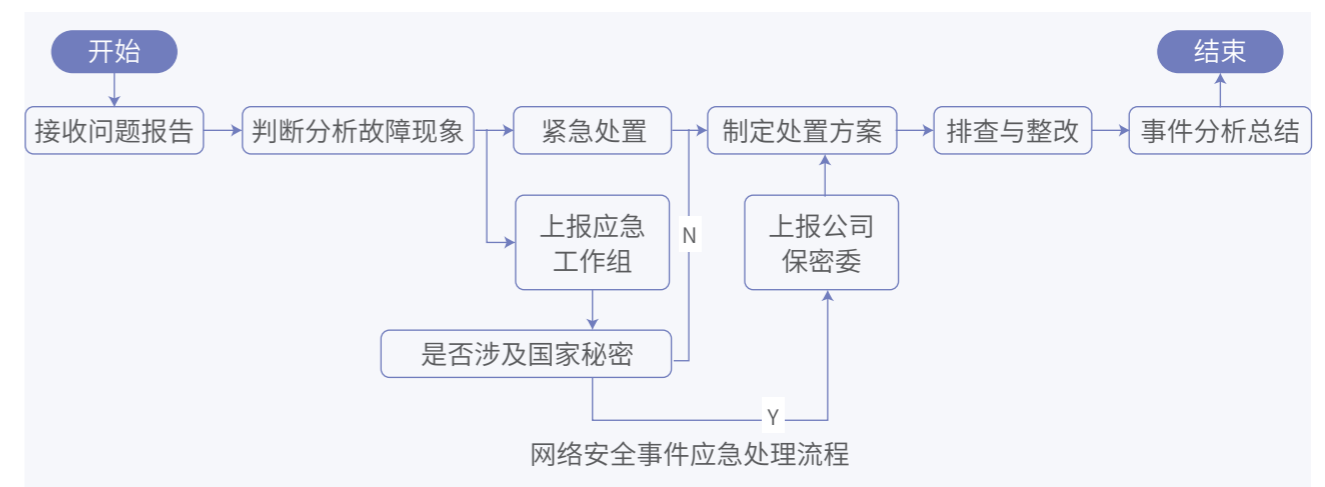 开始
结束
接收问题报告
判断分析故障现象
紧急处置
制定处置方案
排查与整改
事件分析总结
上报应急
工作组
N
上报公司
保密委
是否涉及国家秘密
Y
网络安全事件应急处理流程